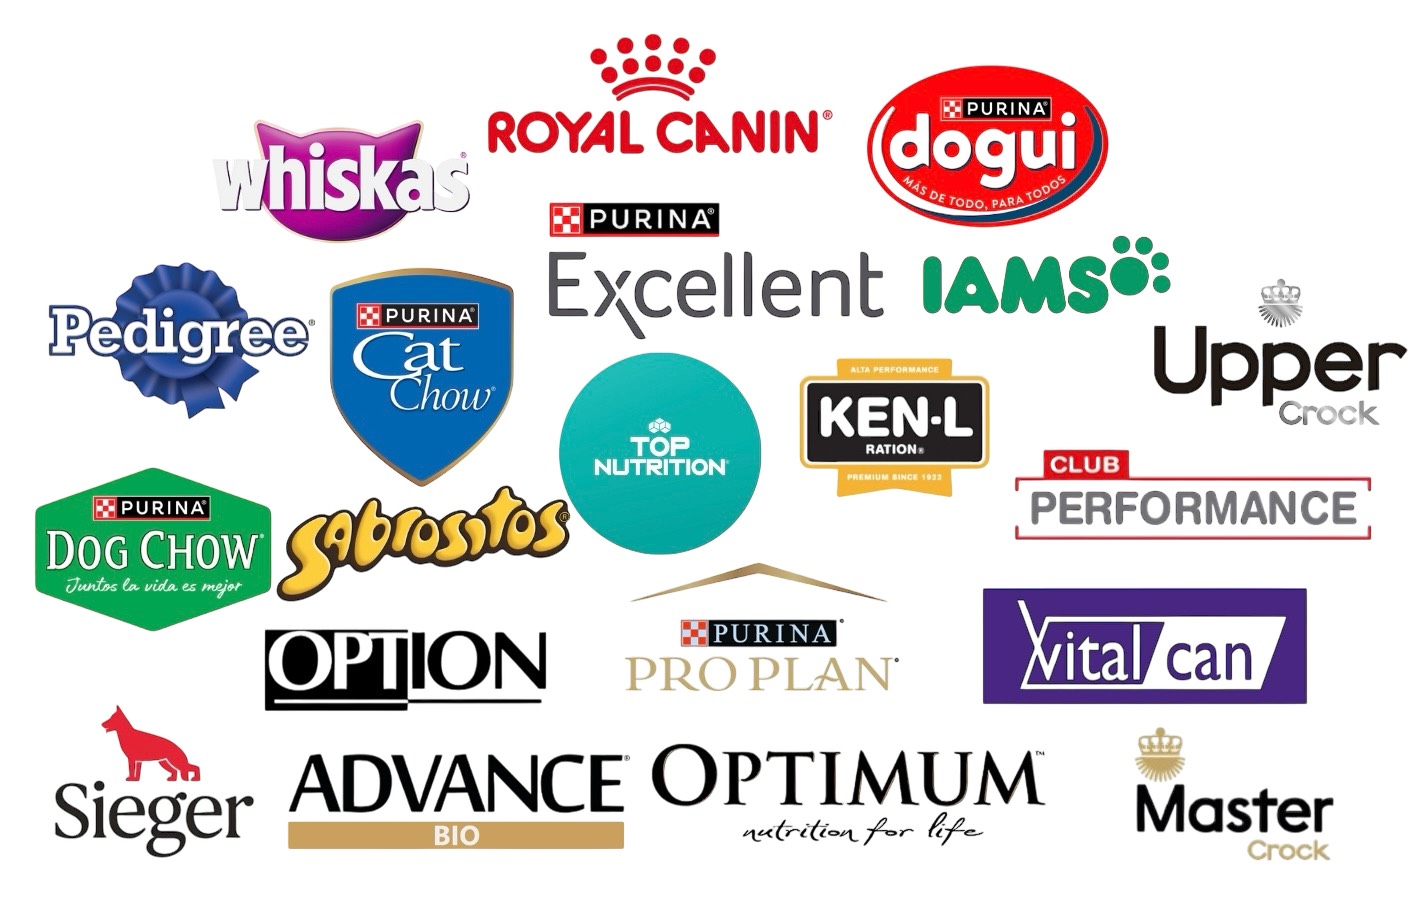 ROYAL CANIN®
PURINA®
dogui
MÁS DE TODO, PARA TODOS
whiskas®
PURINA®
Excellent
IAMS
Pedigree®
PURINA®
Cat
Chow®
Upper
Crock
ALTA PERFORMANCE
KEN-L
RATION®
PREMIUM SINCE 1922
TOP
NUTRITION
CLUB
PERFORMANCE
PURINA®
DOG CHOW®
Juntos la vida es mejor
Sabrositos®
OPTION
PURINA®
PRO PLAN
vital can
Sieger
ADVANCE®
BIO
OPTIMUM™
nutrition for life
Master
Crock